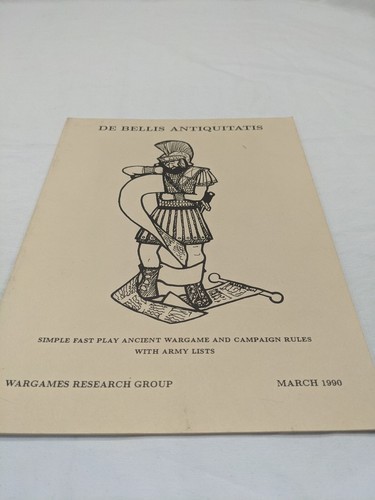 DE BELLIS ANTIQUITATIS
SIMPLE FAST PLAY ANCIENT WARGAME AND CAMPAIGN RULES
WITH ARMY LISTS
WARGAMES RESEARCH GROUP MARCH 1990